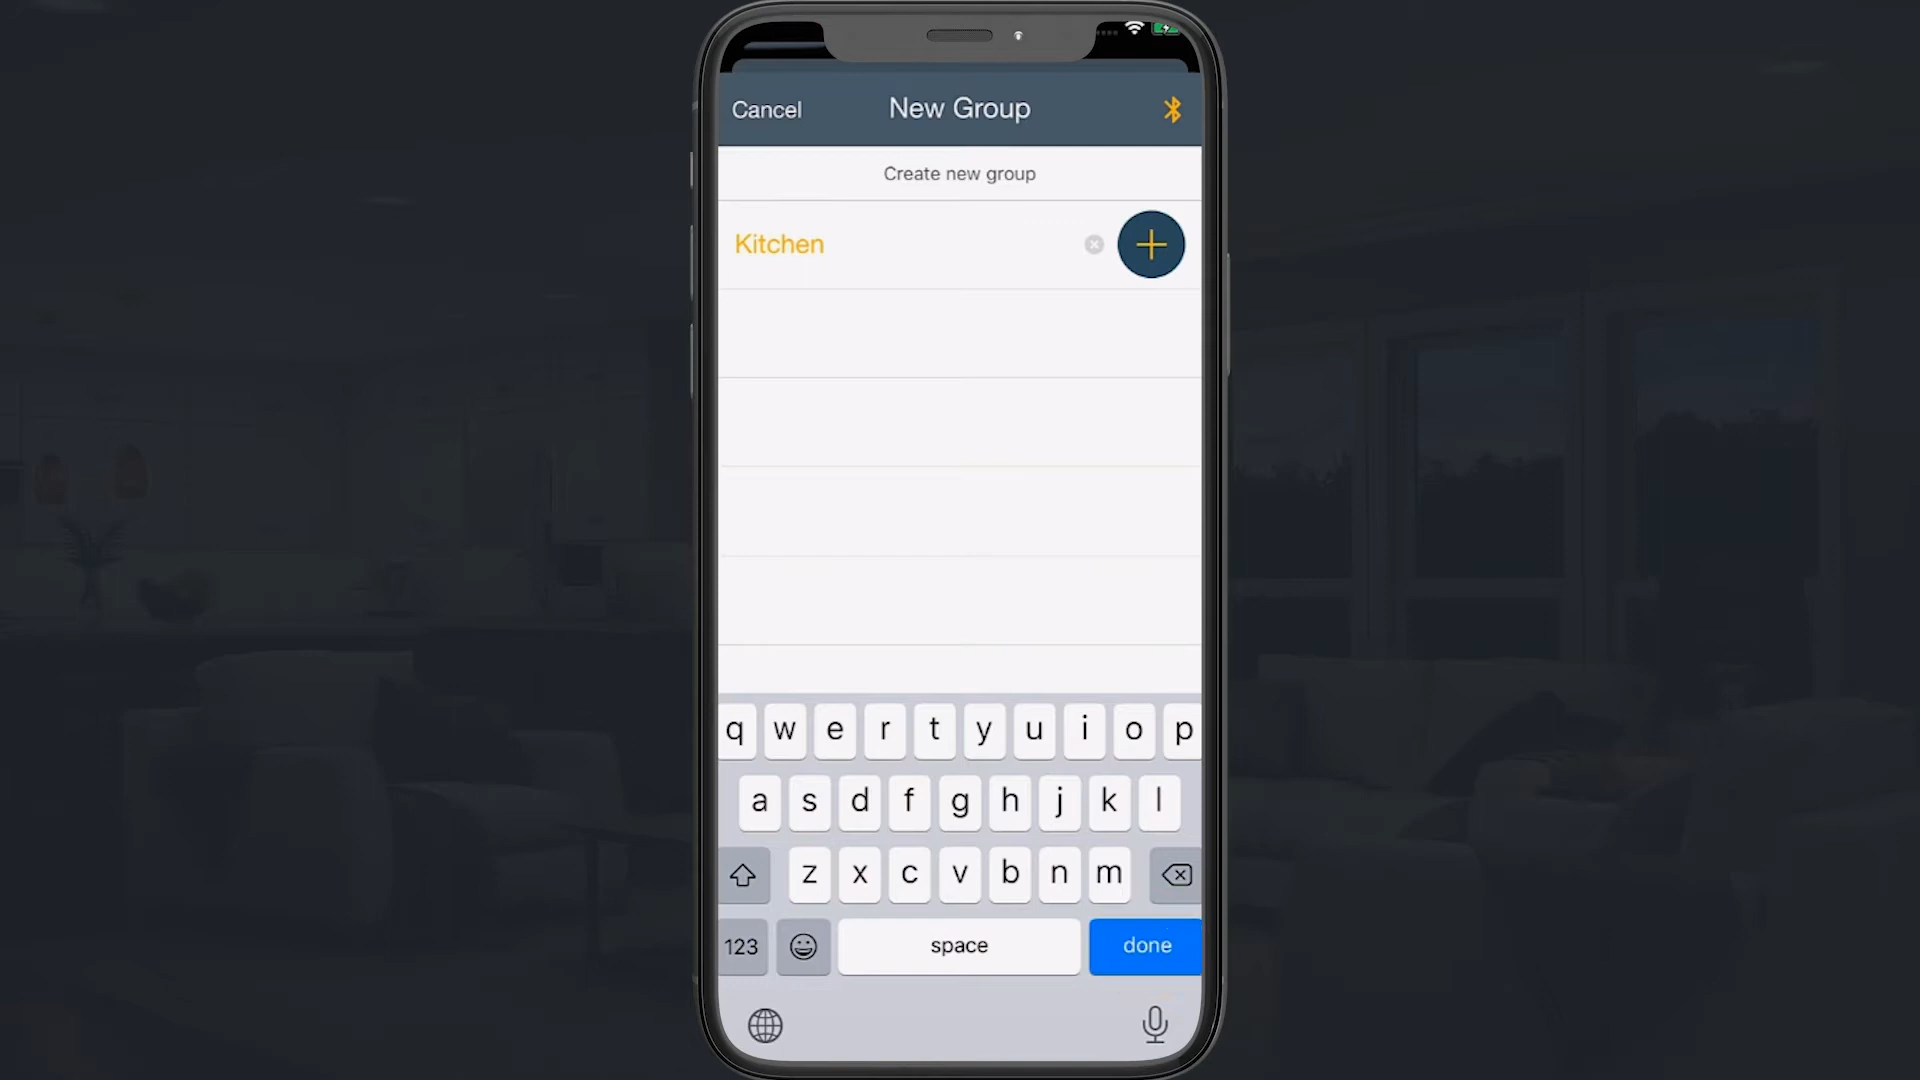 Cancel New Group
Create new group
Kitchen
q w e r t y u i o p
a s d f g h j k l
z x c v b n m
123 space done